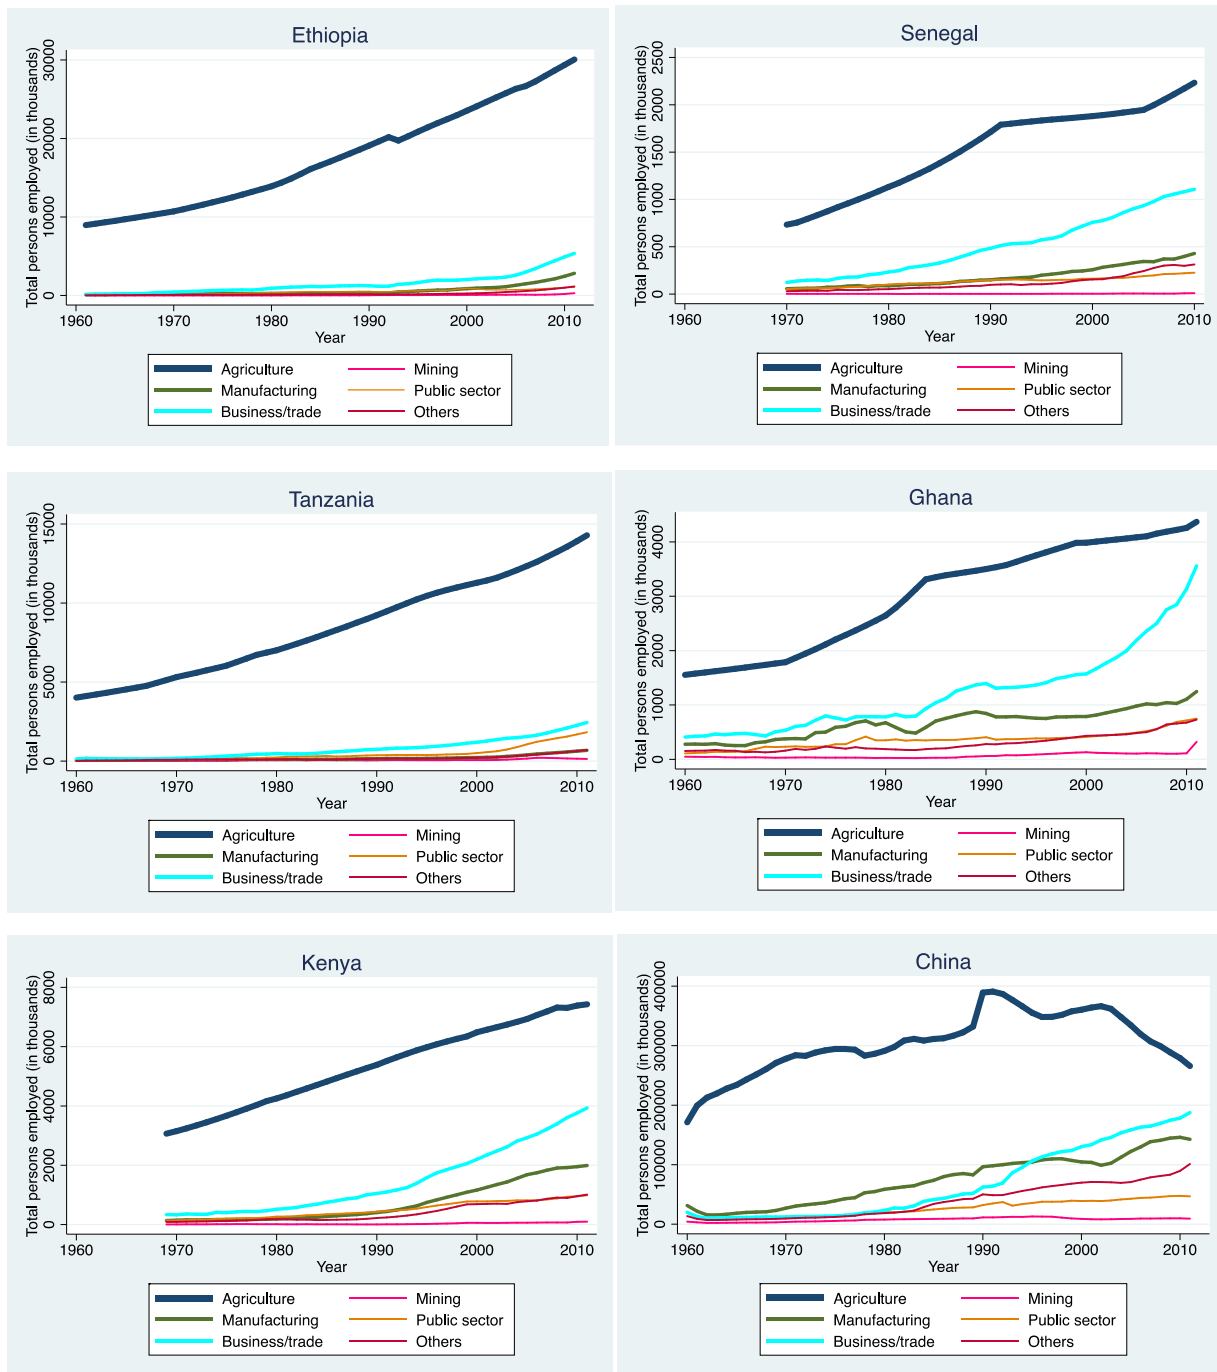 Ethiopia
Total persons employed (in thousands)
30000
20000
10000
0
1960 1970 1980 1990 2000 2010
Year
Agriculture Mining
Manufacturing Public sector
Business/trade Others
Senegal
Total persons employed (in thousands)
2500
2000
1500
1000
500
0
1960 1970 1980 1990 2000 2010
Year
Agriculture Mining
Manufacturing Public sector
Business/trade Others
Tanzania
Total persons employed (in thousands)
15000
10000
5000
0
1960 1970 1980 1990 2000 2010
Year
Agriculture Mining
Manufacturing Public sector
Business/trade Others
Ghana
Total persons employed (in thousands)
4000
3000
2000
1000
0
1960 1970 1980 1990 2000 2010
Year
Agriculture Mining
Manufacturing Public sector
Business/trade Others
Kenya
Total persons employed (in thousands)
8000
6000
4000
2000
0
1960 1970 1980 1990 2000 2010
Year
Agriculture Mining
Manufacturing Public sector
Business/trade Others
China
Total persons employed (in thousands)
400000
300000
200000
100000
0
1960 1970 1980 1990 2000 2010
Year
Agriculture Mining
Manufacturing Public sector
Business/trade Others